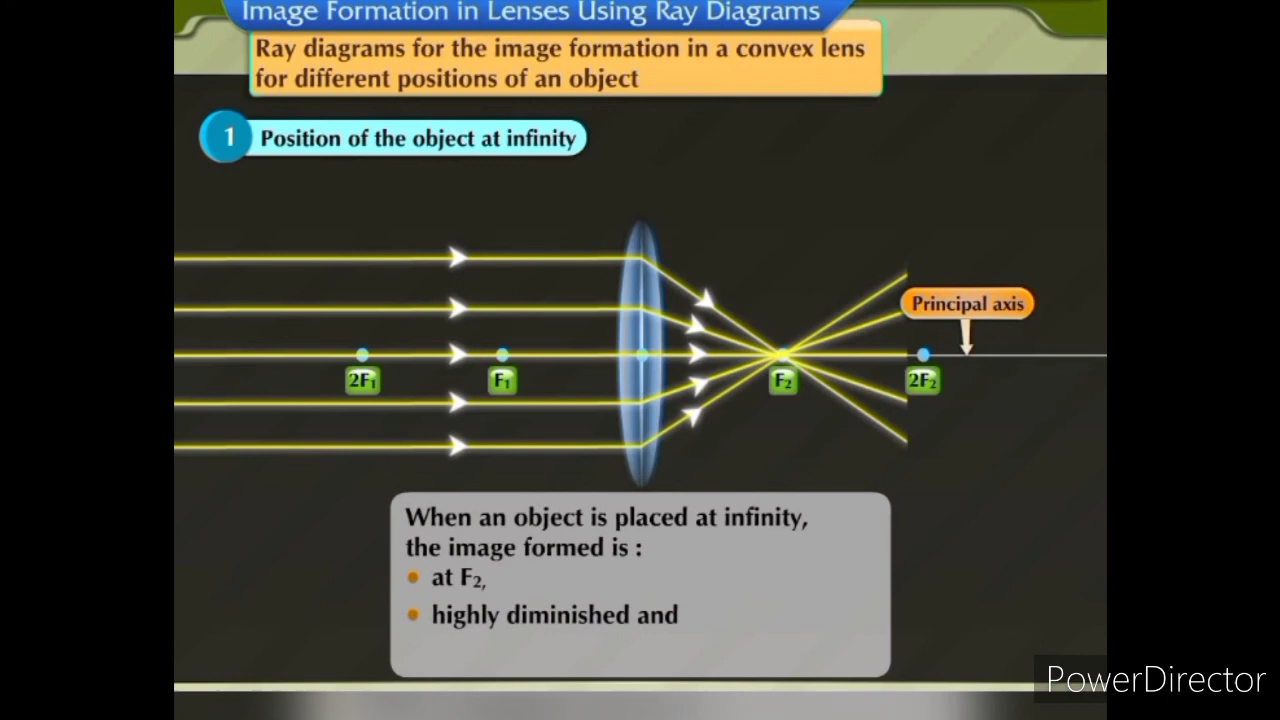 Image Formation in Lenses Using Ray Diagrams
Ray diagrams for the image formation in a convex lens
for different positions of an object
1
Position of the object at infinity
Principal axis
2F₁
F₁
F₂
2F₂
When an object is placed at infinity,
the image formed is :
• at F₂,
• highly diminished and
PowerDirector